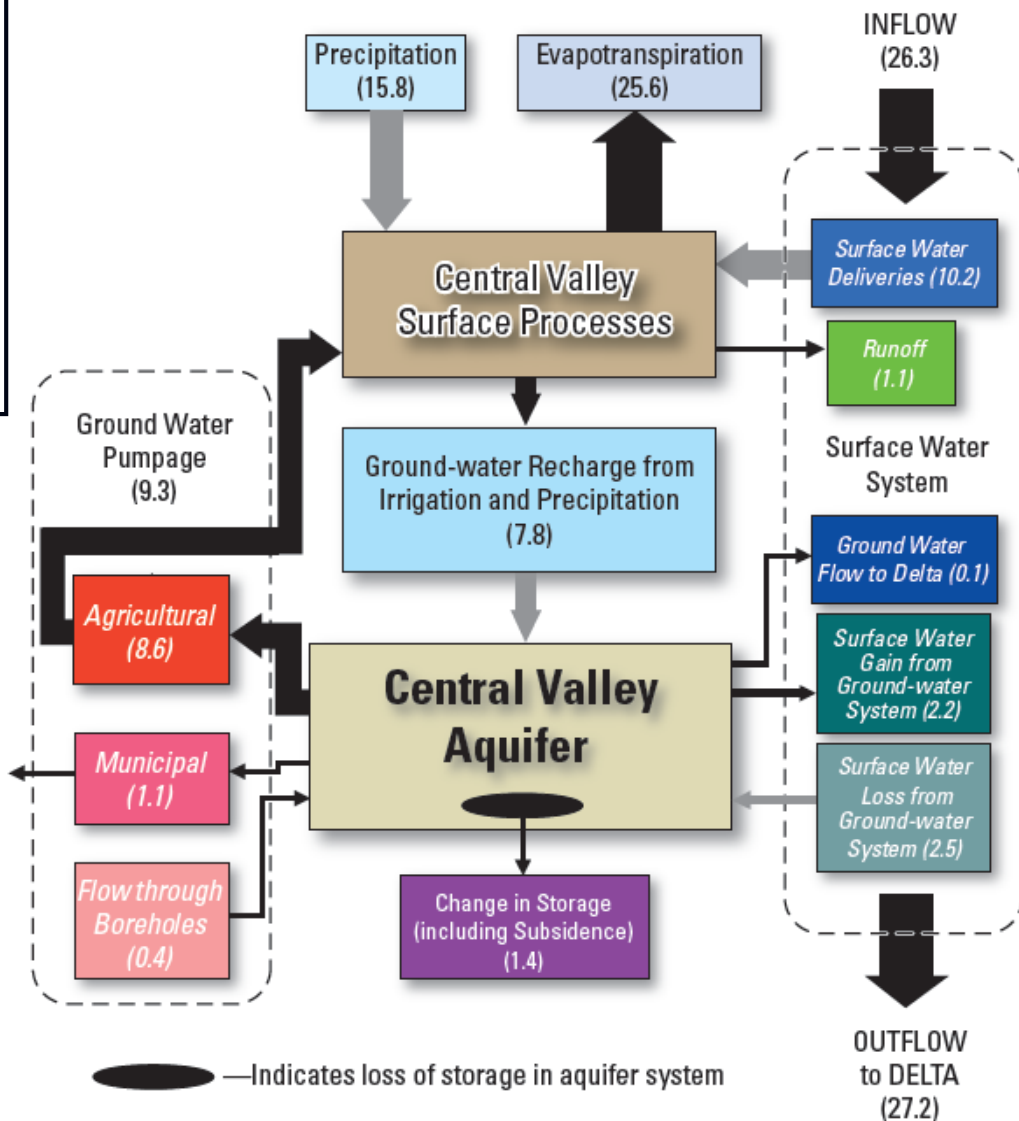 INFLOW
(26.3)
Precipitation
(15.8)
Evapotranspiration
(25.6)
Central Valley
Surface Processes
Surface Water
Deliveries (10.2)
Runoff
(1.1)
Surface Water
System
Ground Water
Pumpage
(9.3)
Ground-water Recharge from
Irrigation and Precipitation
(7.8)
Ground Water
Flow to Delta (0.1)
Agricultural
(8.6)
Surface Water
Gain from
Ground-water
System (2.2)
Central Valley
Aquifer
Municipal
(1.1)
Surface Water
Loss from
Ground-water
System (2.5)
Flow through
Boreholes
(0.4)
Change in Storage
(including Subsidence)
(1.4)
OUTFLOW
to DELTA
(27.2)
—Indicates loss of storage in aquifer system